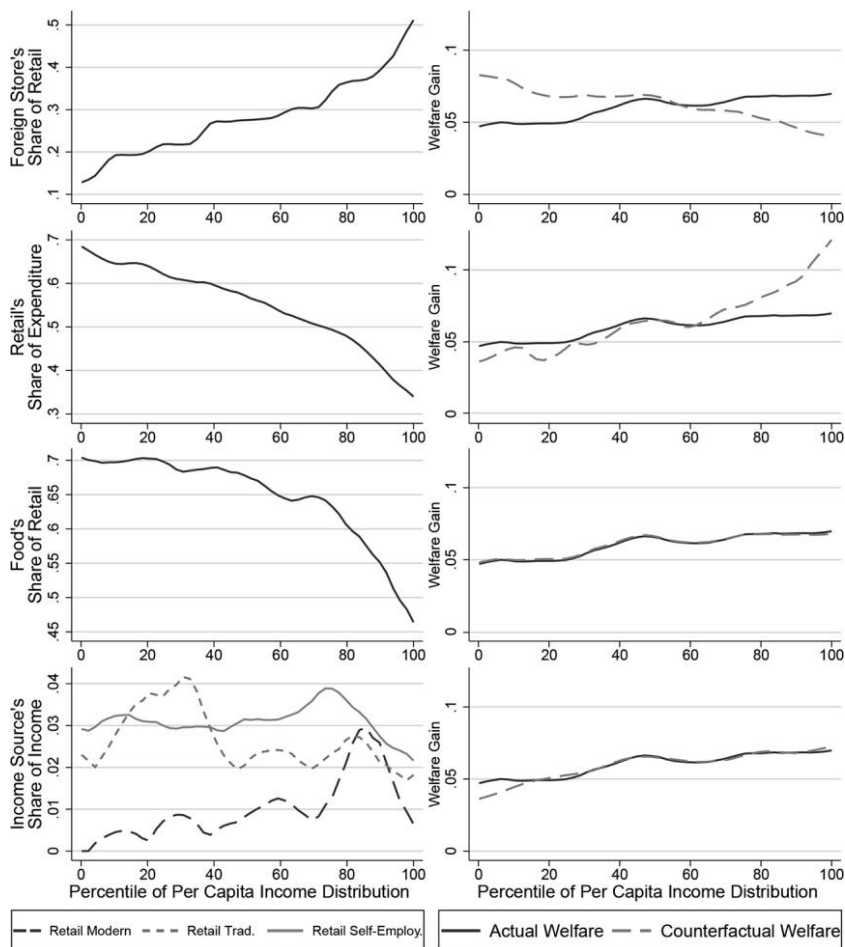 Foreign Store's
Share of Retail
.1 .2 .3 .4 .5
0 20 40 60 80 100
Welfare Gain
0 .05 .1
0 20 40 60 80 100
Retail's
Share of Expenditure
.3 .4 .5 .6 .7
0 20 40 60 80 100
Welfare Gain
0 .05 .1
0 20 40 60 80 100
Food's
Share of Retail
.45 .5 .55 .6 .65 .7
0 20 40 60 80 100
Welfare Gain
0 .05 .1
0 20 40 60 80 100
Income Source's
Share of Income
0 .01 .02 .03 .04
0 20 40 60 80 100
Percentile of Per Capita Income Distribution
Welfare Gain
0 .05 .1
0 20 40 60 80 100
Percentile of Per Capita Income Distribution
Retail Modern Retail Trad. Retail Self-Employ.
Actual Welfare Counterfactual Welfare